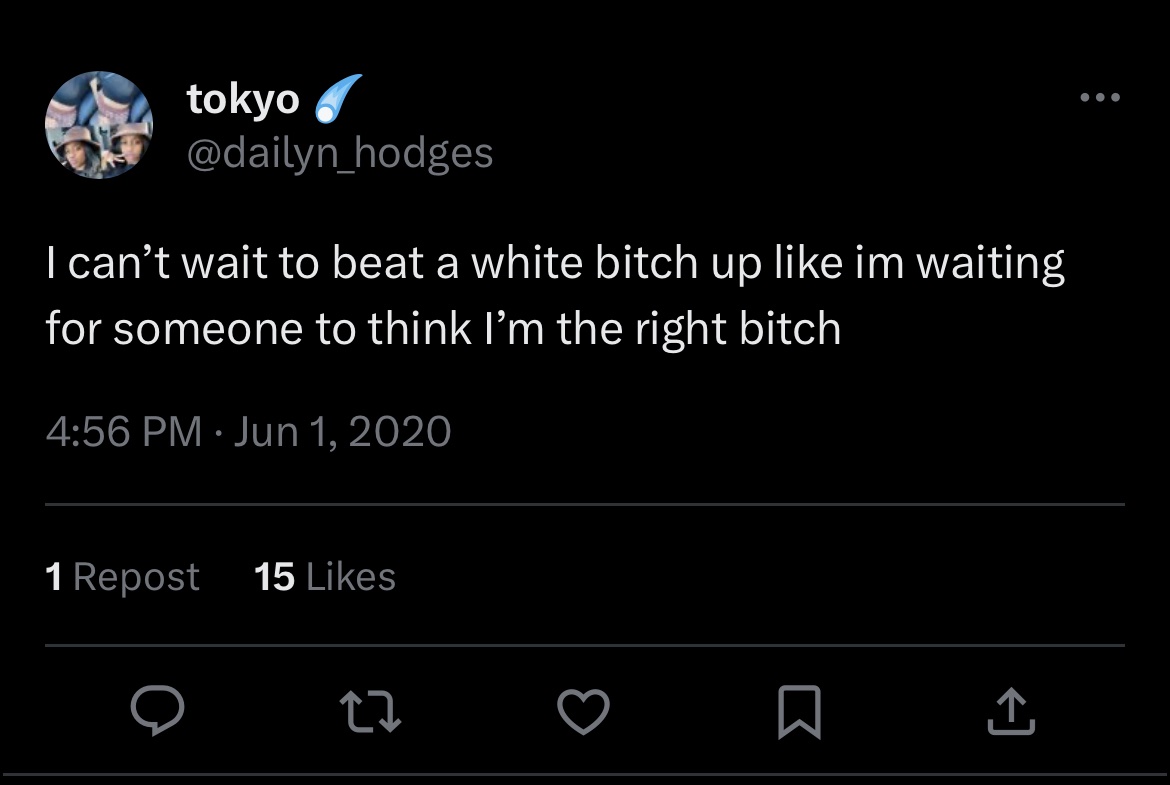 tokyo ☄️
@dailyn_hodges
I can’t wait to beat a white bitch up like im waiting
for someone to think I’m the right bitch
4:56 PM · Jun 1, 2020
1 Repost 15 Likes